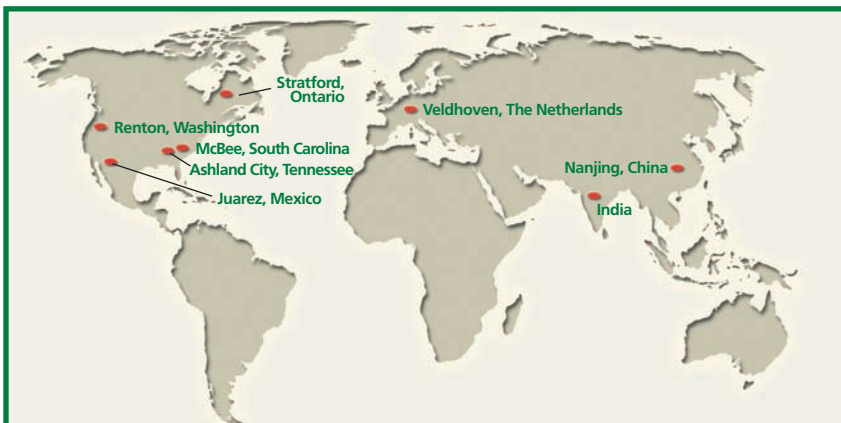 Stratford,
Ontario
Renton, Washington
McBee, South Carolina
Ashland City, Tennessee
Juarez, Mexico
Veldhoven, The Netherlands
Nanjing, China
India